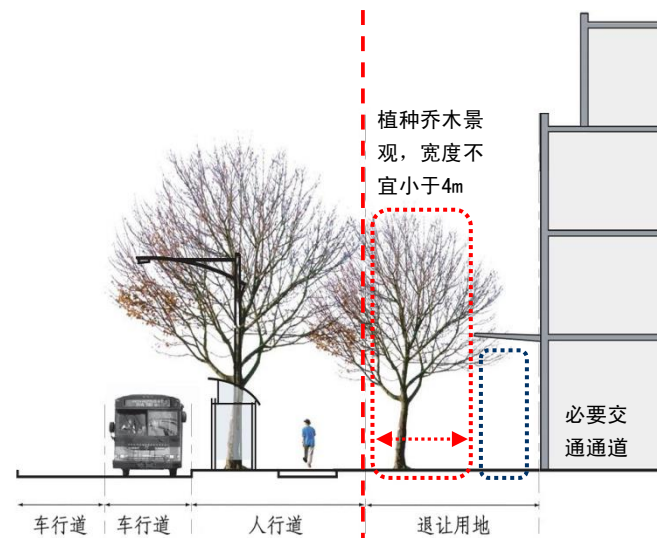 植种乔木景
观，宽度不
宜小于4m
必要交
通通道
车行道
车行道
人行道
退让用地